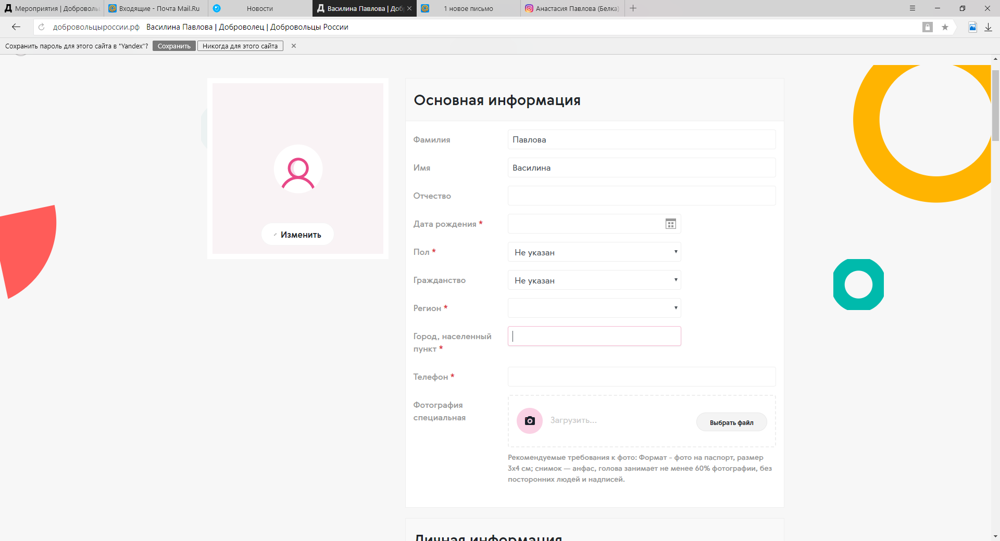 Д Мероприятия | Доброволь
Входящие - Почта Mail.Ru
Новости
Д Василина Павлова | Доб
1 новое письмо
Анастасия Павлова (Белка)
добровольцыроссии.рф Василина Павлова | Доброволец | Добровольцы России
Сохранить пароль для этого сайта в "Yandex"? Сохранить Никогда для этого сайта
Изменить
Основная информация
Фамилия Павлова
Имя Василина
Отчество
Дата рождения *
Пол * Не указан
Гражданство Не указан
Регион *
Город, населенный
пункт *
Телефон *
Фотография
специальная
Загрузить...
Выбрать файл
Рекомендуемые требования к фото: Формат - фото на паспорт, размер
3х4 см; снимок — анфас, голова занимает не менее 60% фотографии, без
посторонних людей и надписей.
Личная информация